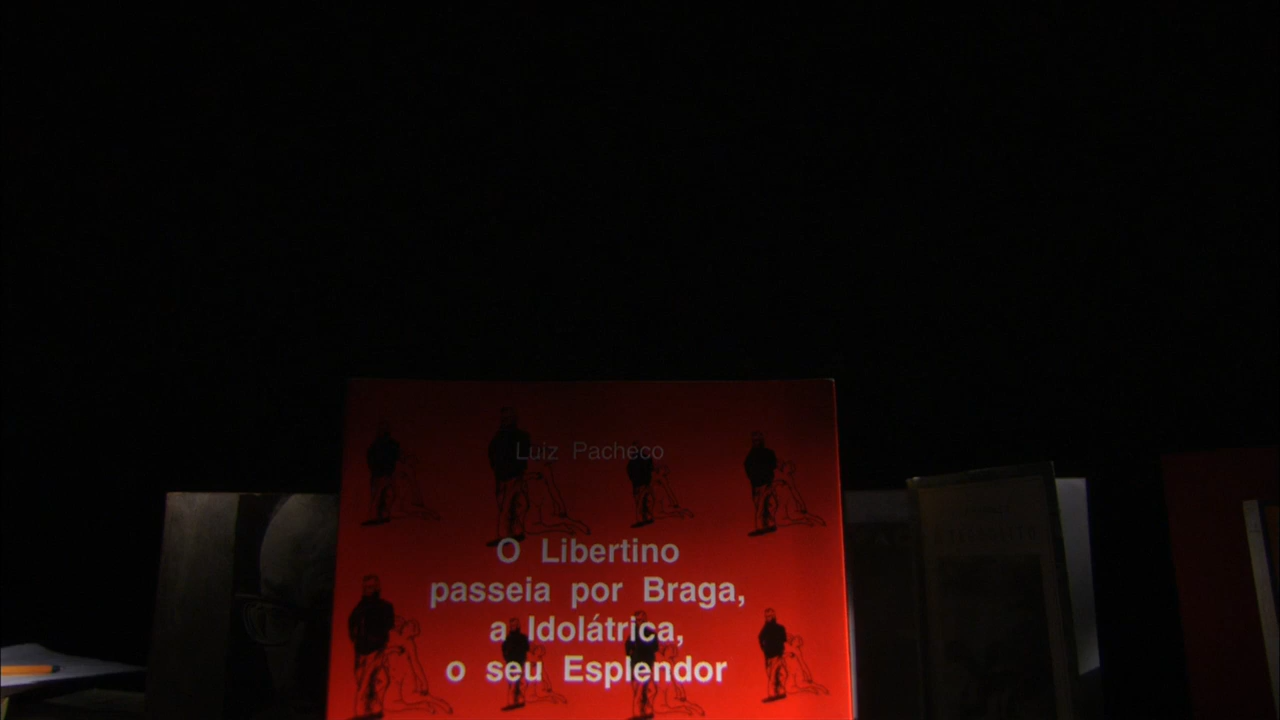 Luiz Pacheco
O Libertino
passeia por Braga,
a Idolátrica,
o seu Esplendor